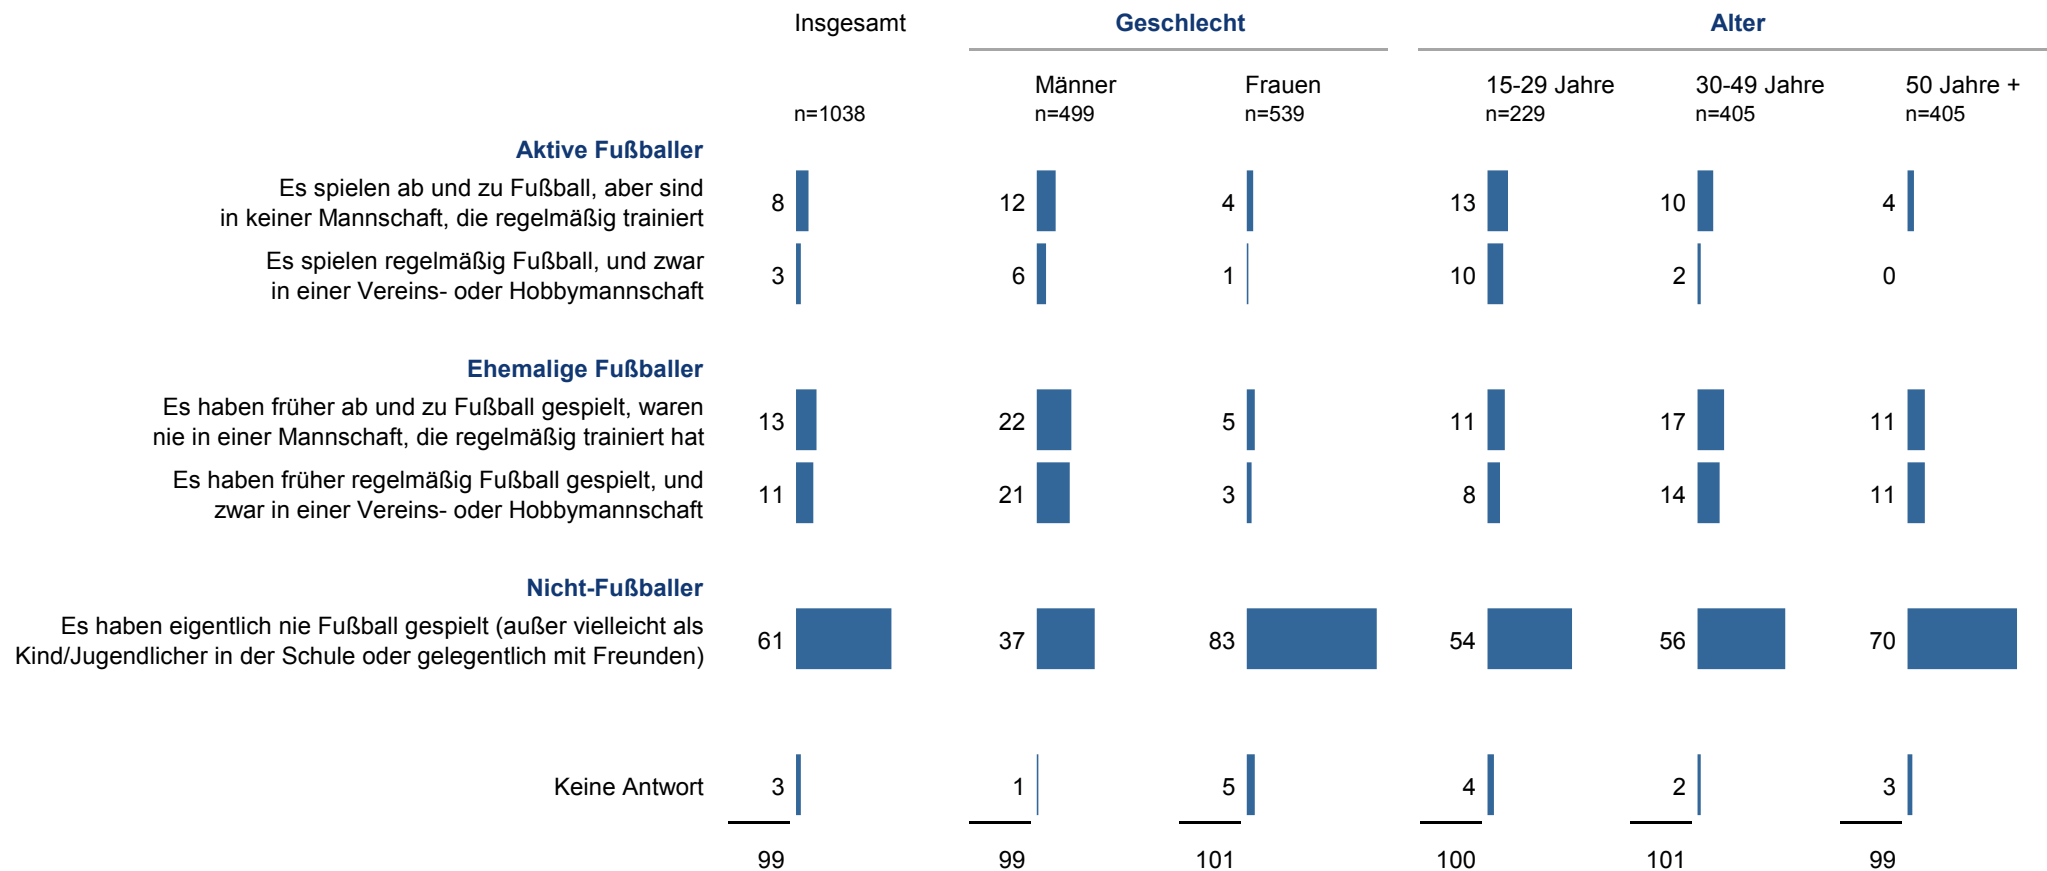 Insgesamt Geschlecht Alter
Männer Frauen 15-29 Jahre 30-49 Jahre 50 Jahre +
n=1038 n=499 n=539 n=229 n=405 n=405
Aktive Fußballer
Es spielen ab und zu Fußball, aber sind
in keiner Mannschaft, die regelmäßig trainiert
8 12 4 13 10 4
Es spielen regelmäßig Fußball, und zwar
in einer Vereins- oder Hobbymannschaft
3 6 1 10 2 0
Ehemalige Fußballer
Es haben früher ab und zu Fußball gespielt, waren
nie in einer Mannschaft, die regelmäßig trainiert hat
13 22 5 11 17 11
Es haben früher regelmäßig Fußball gespielt, und
zwar in einer Vereins- oder Hobbymannschaft
11 21 3 8 14 11
Nicht-Fußballer
Es haben eigentlich nie Fußball gespielt (außer vielleicht als
Kind/Jugendlicher in der Schule oder gelegentlich mit Freunden)
61 37 83 54 56 70
Keine Antwort 3 1 5 4 2 3
99 99 101 100 101 99